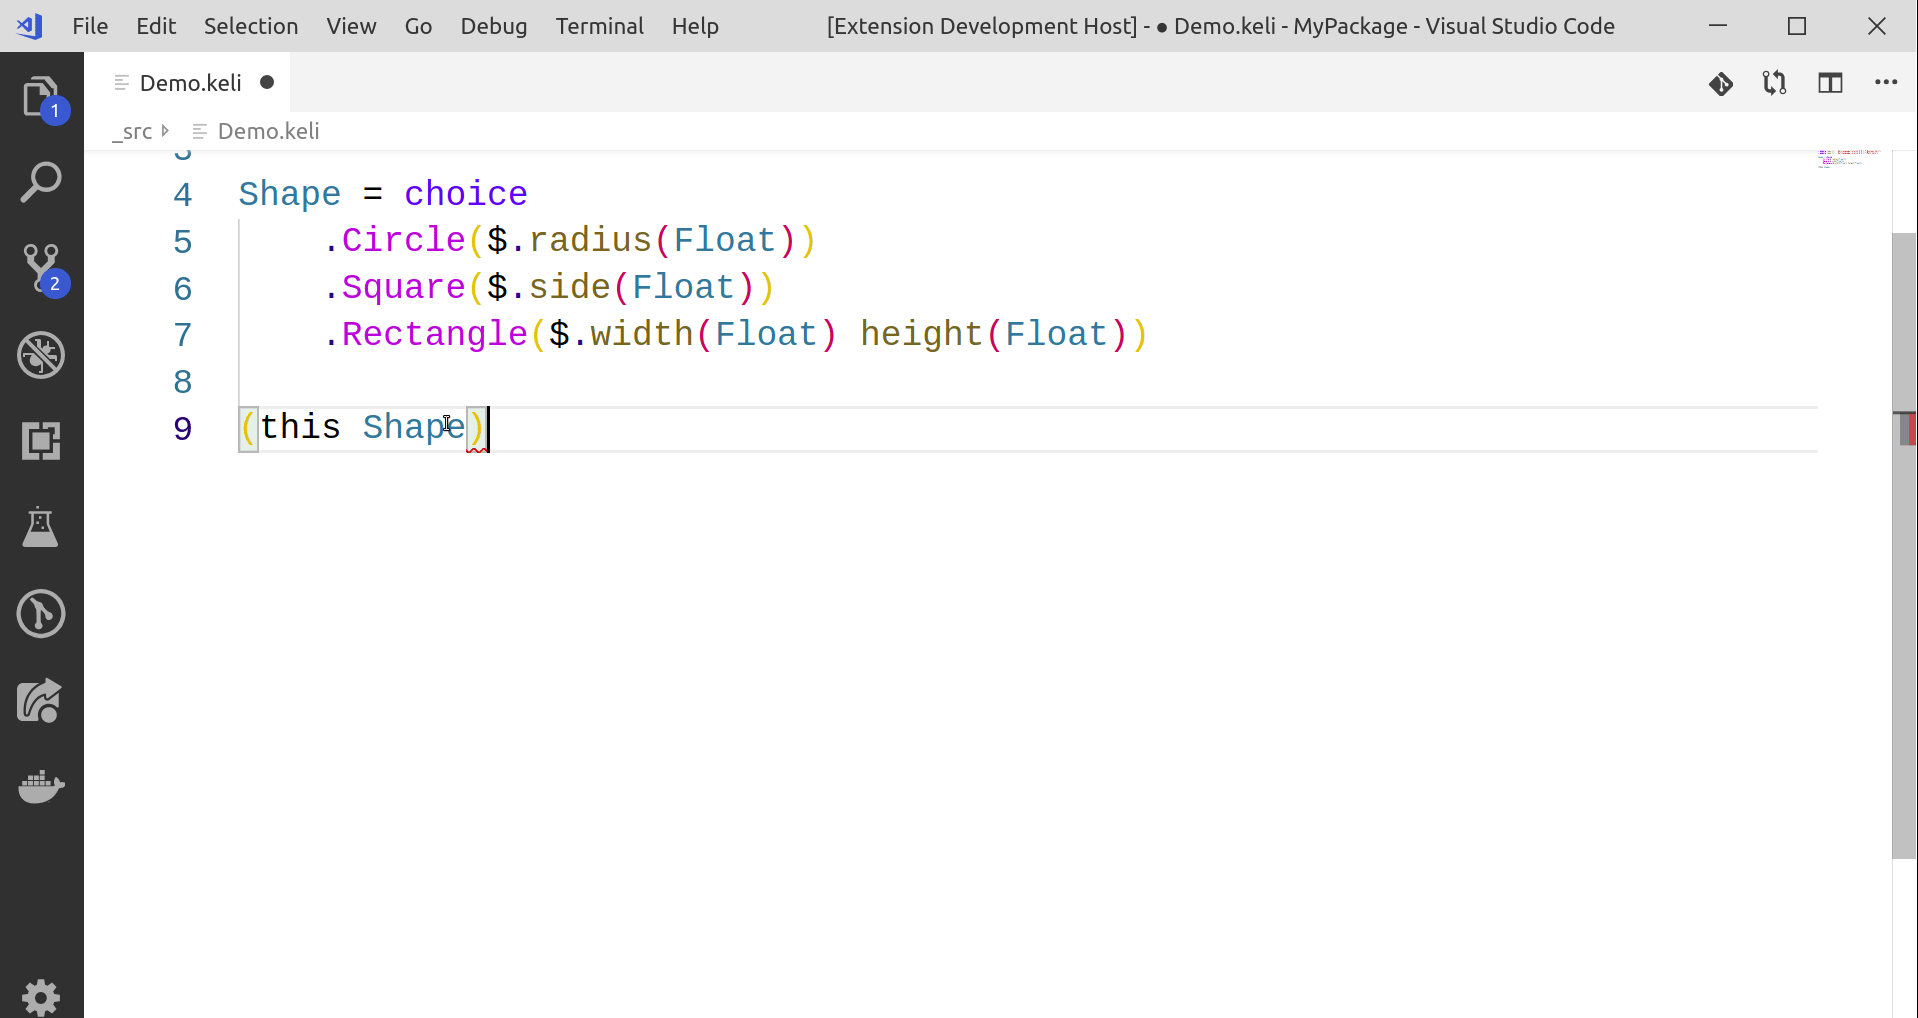 File Edit Selection View Go Debug Terminal Help [Extension Development Host] - ● Demo.keli - MyPackage - Visual Studio Code
Demo.keli ●
_src Demo.keli
1
2
3
4 Shape = choice
5 .Circle($.radius(Float))
6 .Square($.side(Float))
7 .Rectangle($.width(Float) height(Float))
8
9 (this Shape)